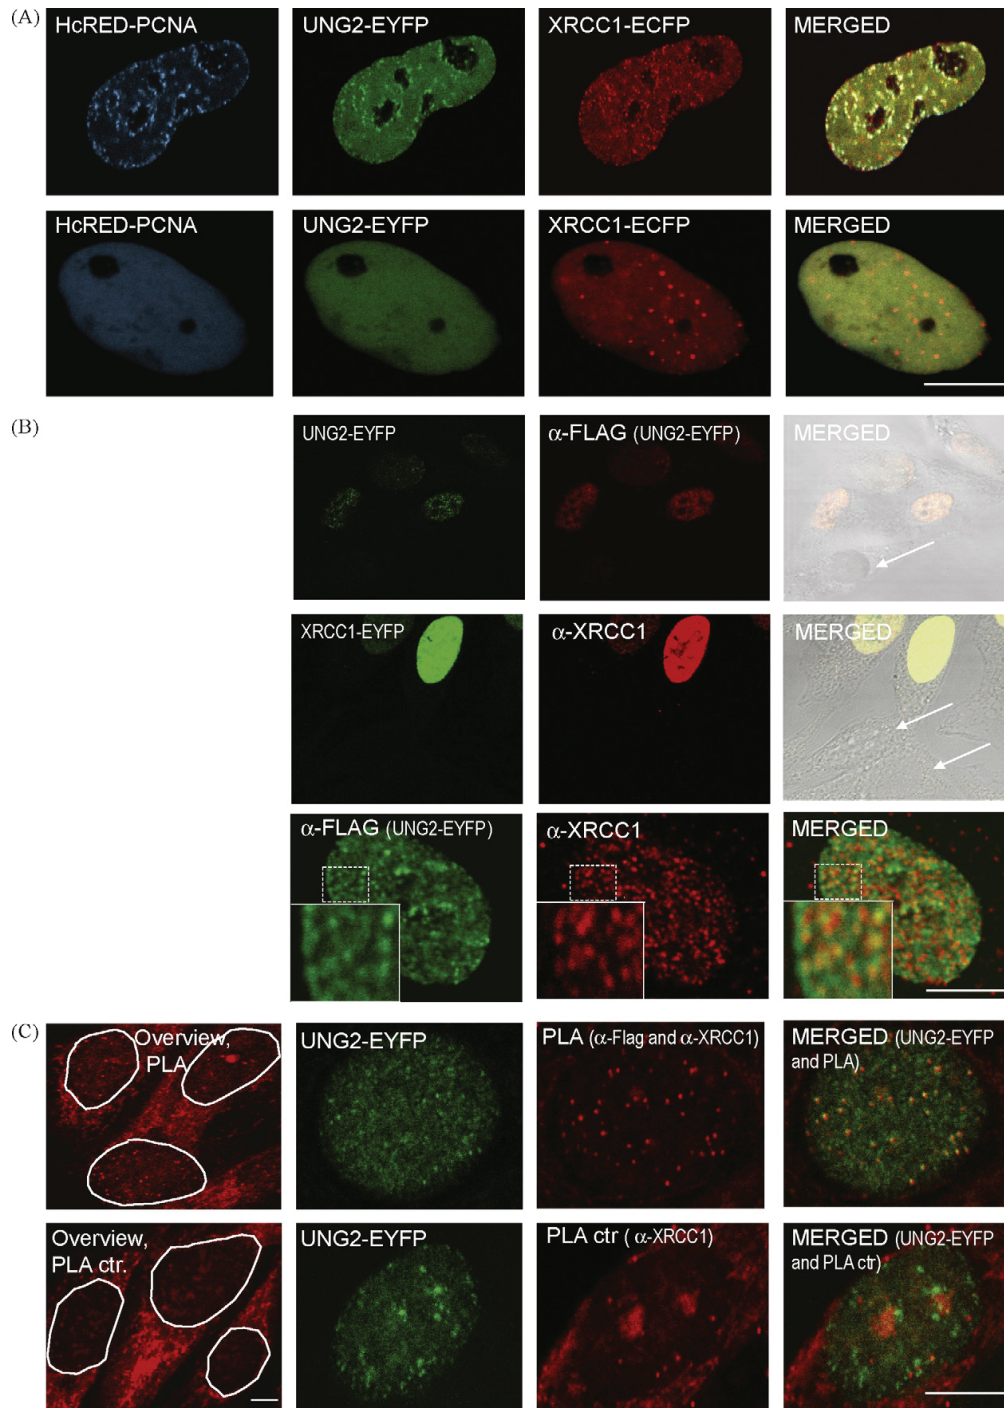 (A)
HcRED-PCNA UNG2-EYFP XRCC1-ECFP MERGED
HcRED-PCNA UNG2-EYFP XRCC1-ECFP MERGED
(B)
UNG2-EYFP α-FLAG (UNG2-EYFP) MERGED
XRCC1-EYFP α-XRCC1 MERGED
α-FLAG (UNG2-EYFP) α-XRCC1 MERGED
(C)
Overview,
PLA
UNG2-EYFP
PLA (α-Flag and α-XRCC1)
MERGED (UNG2-EYFP
and PLA)
Overview,
PLA ctr.
UNG2-EYFP
PLA ctr ( α-XRCC1)
MERGED (UNG2-EYFP
and PLA ctr)